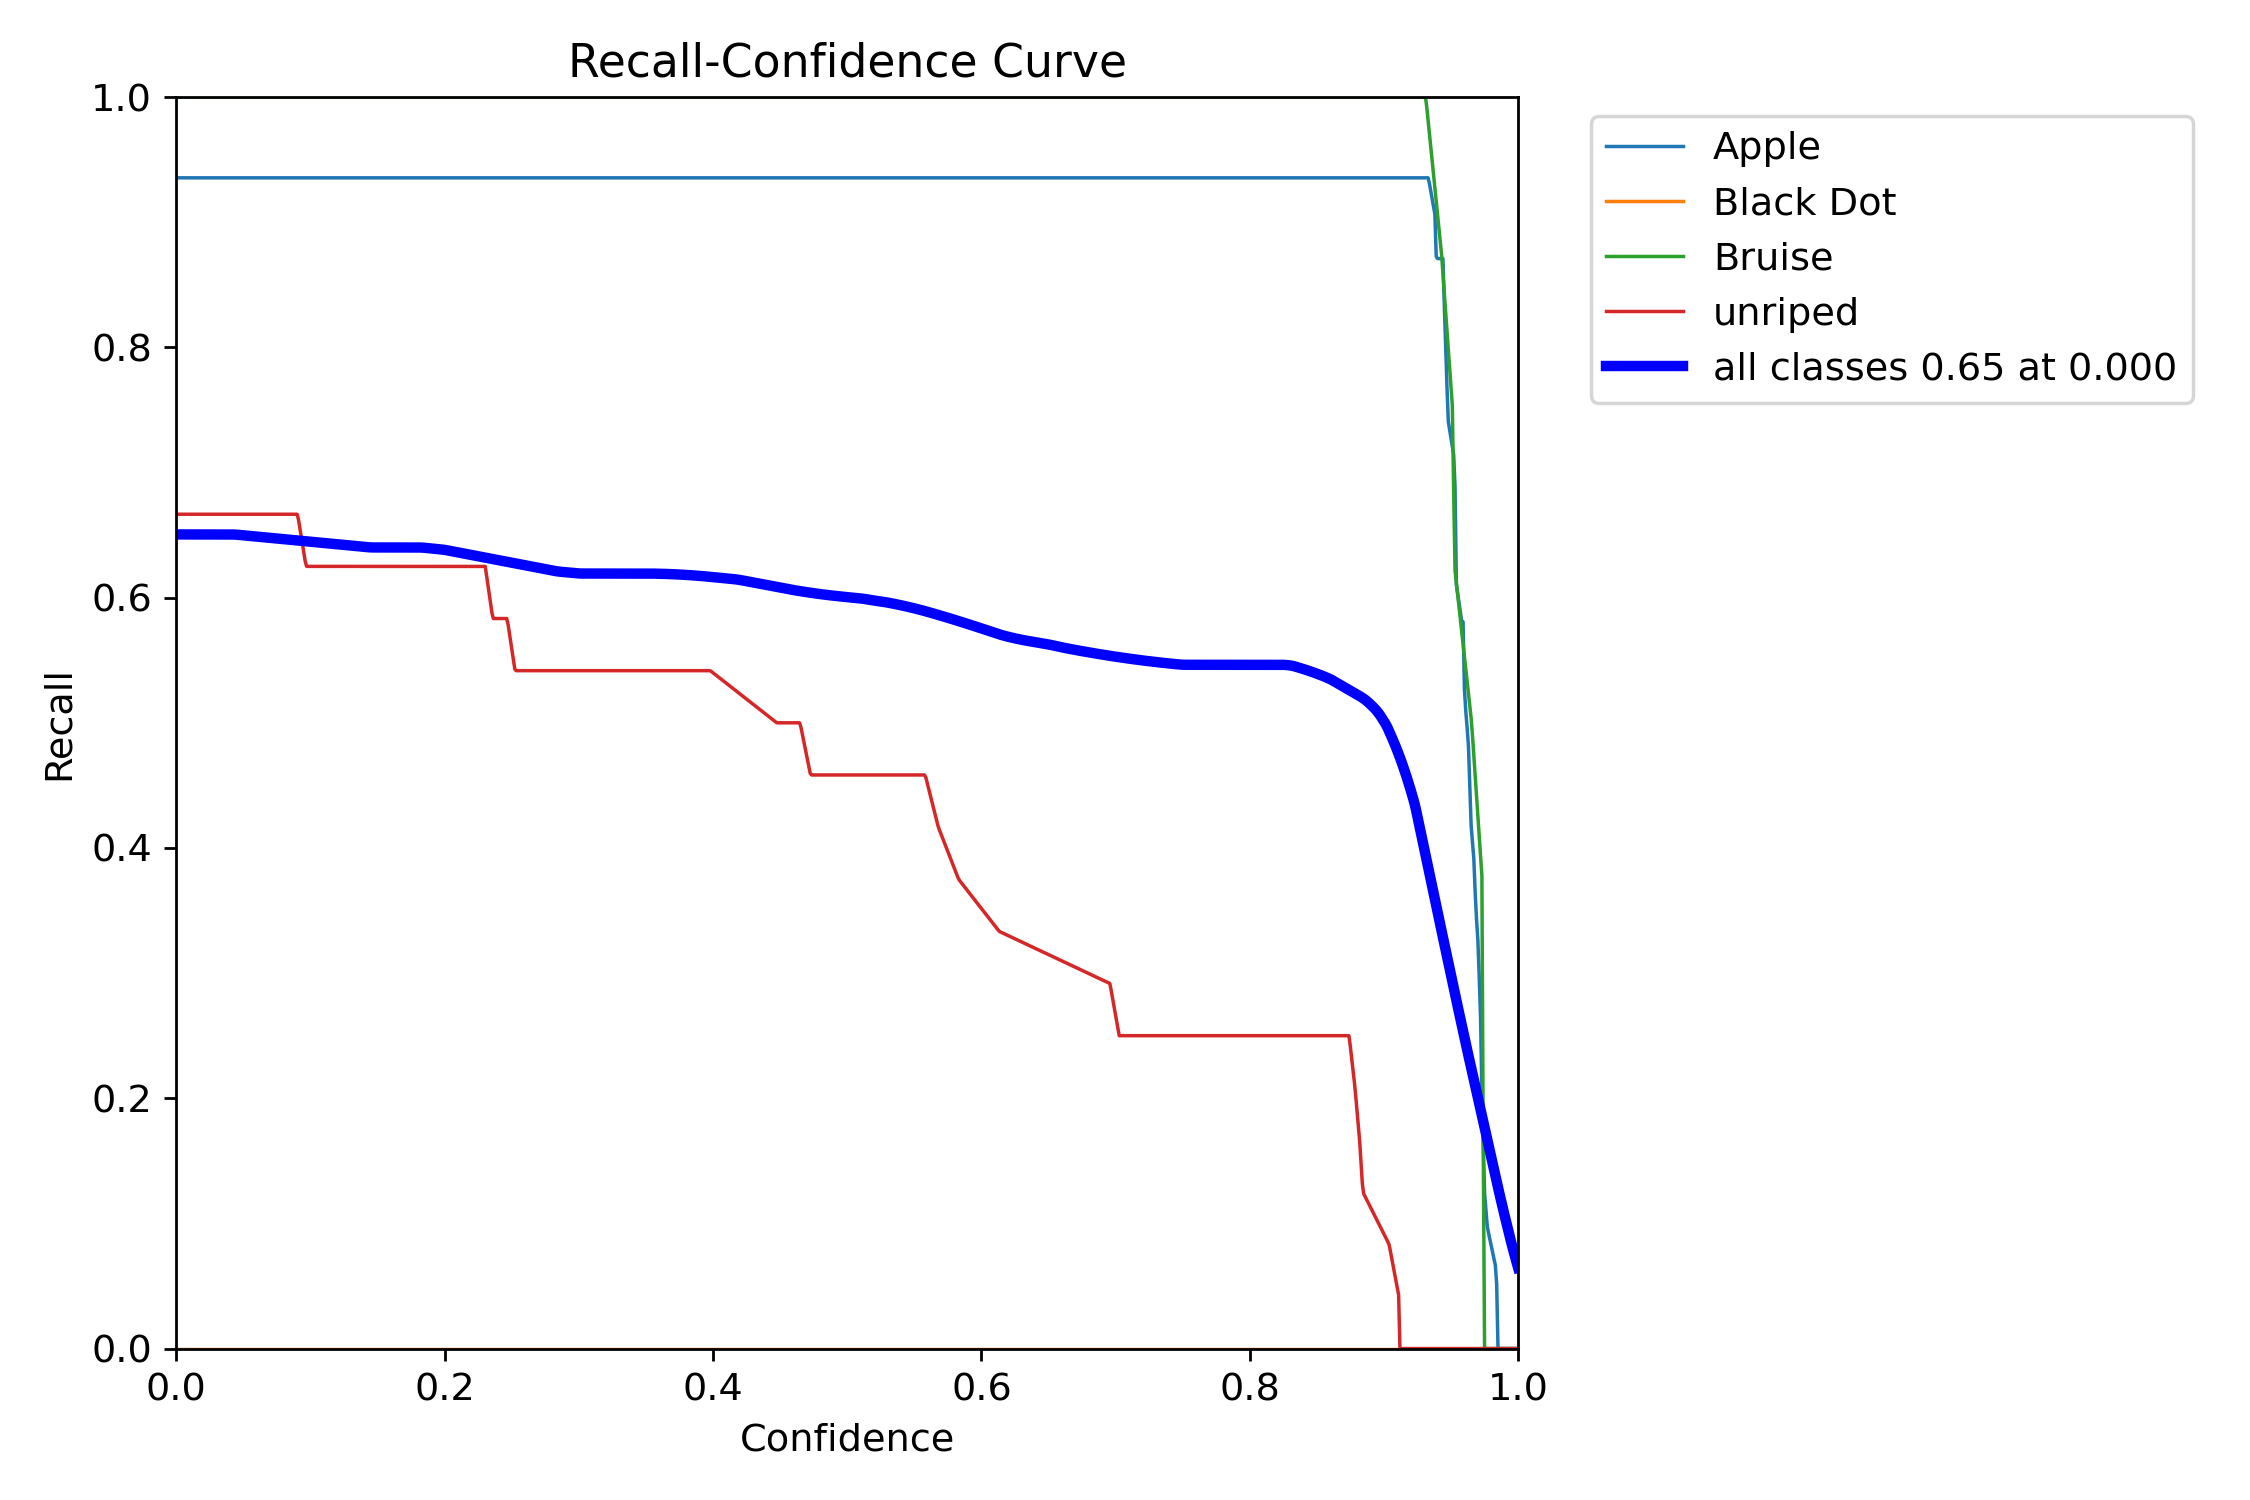 Recall-Confidence Curve
1.0
0.8
0.6
0.4
0.2
0.0
Recall
0.0 0.2 0.4 0.6 0.8 1.0
Confidence
Apple
Black Dot
Bruise
unriped
all classes 0.65 at 0.000